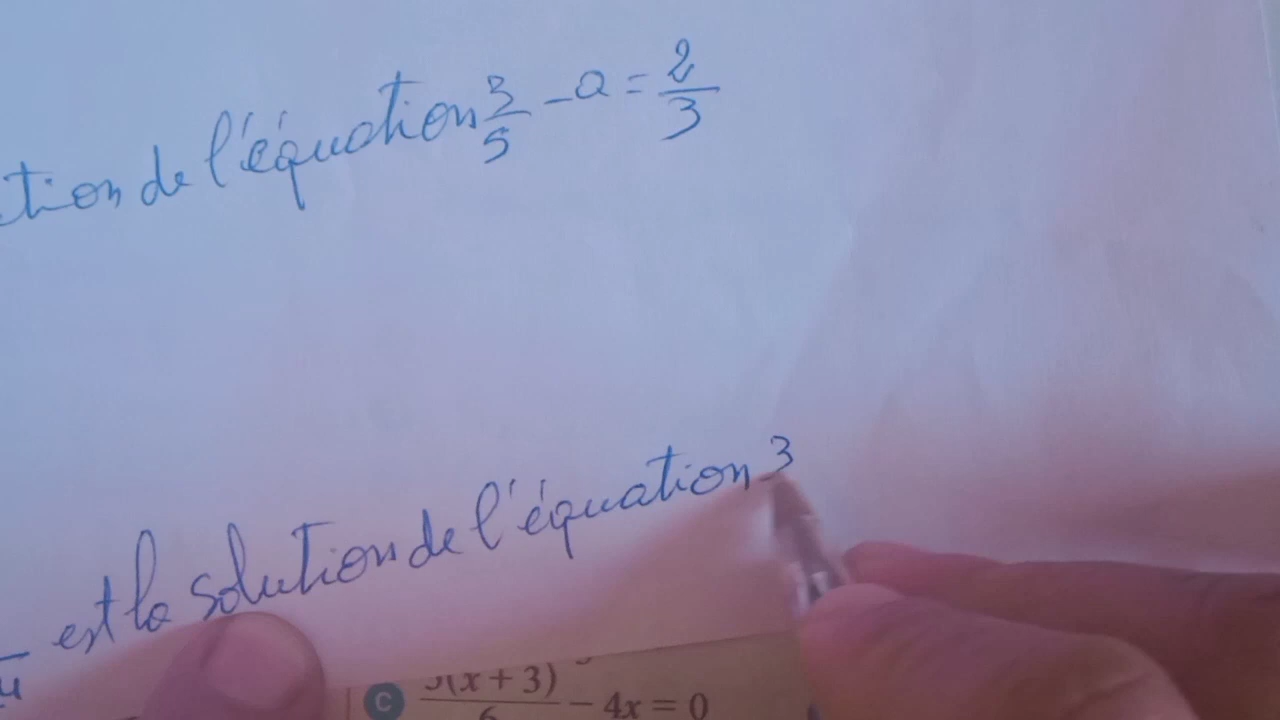 tion de l'équation 3/5 - a = 2/3
est la solution de l'équation 3
C (x + 3)/6 - 4x = 0